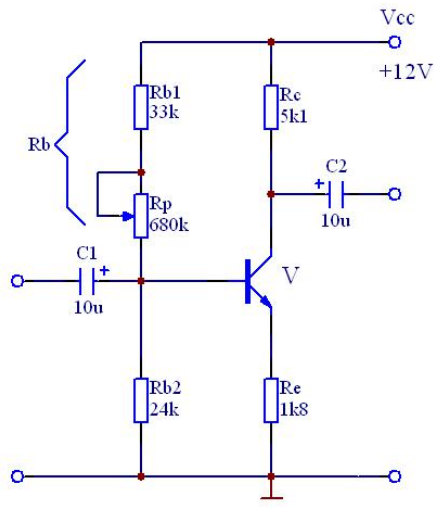 Vcc
+12V
Rb
Rb1
33k
Rc
5k1
C2
+
10u
Rp
680k
C1
+
10u
V
Rb2
24k
Re
1k8